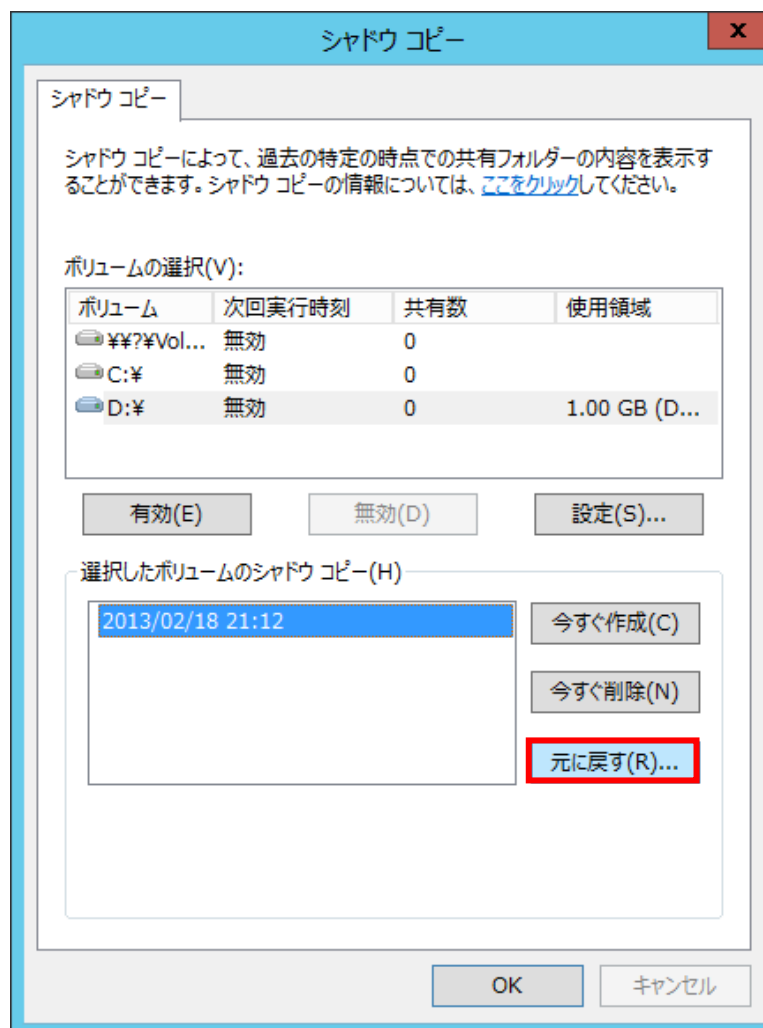 シャドウ コピー
x
シャドウ コピー
シャドウ コピーによって、過去の特定の時点での共有フォルダーの内容を表示す
ることができます。シャドウ コピーの情報については、ここをクリックしてください。
ボリュームの選択(V):
ボリューム 次回実行時刻 共有数 使用領域
¥¥?¥Vol... 無効 0
C:¥ 無効 0
D:¥ 無効 0 1.00 GB (D...
有効(E) 無効(D) 設定(S)...
選択したボリュームのシャドウ コピー(H)
2013/02/18 21:12
今すぐ作成(C)
今すぐ削除(N)
元に戻す(R)...
OK キャンセル